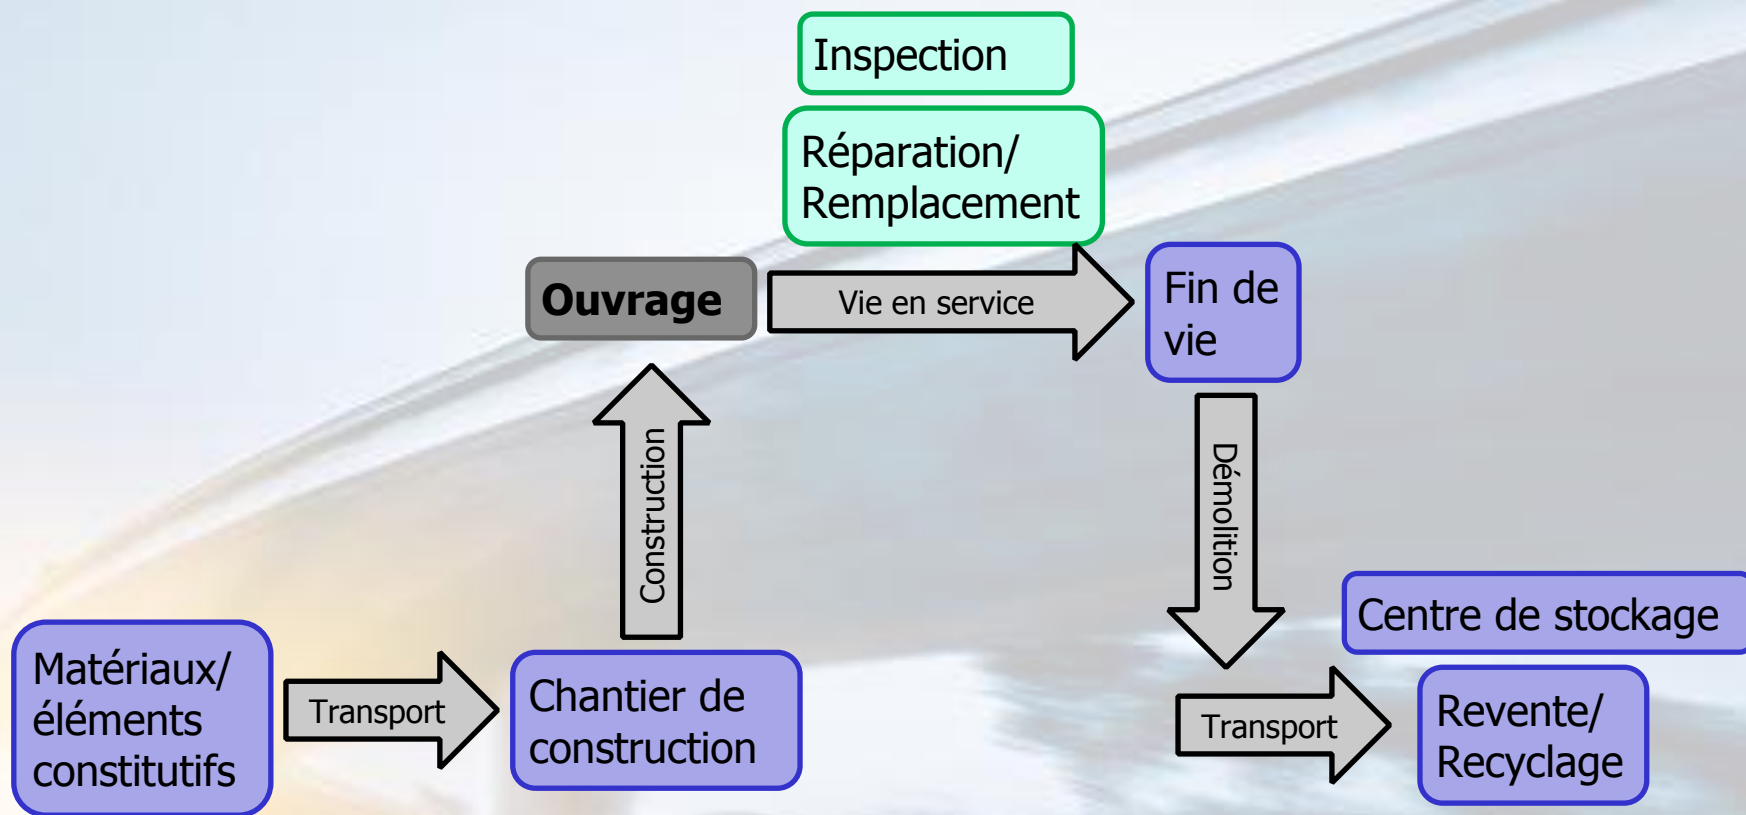 Inspection
Réparation/
Remplacement
Ouvrage
Vie en service
Fin de
vie
Construction
Démolition
Matériaux/
éléments
constitutifs
Transport
Chantier de
construction
Transport
Centre de stockage
Revente/
Recyclage